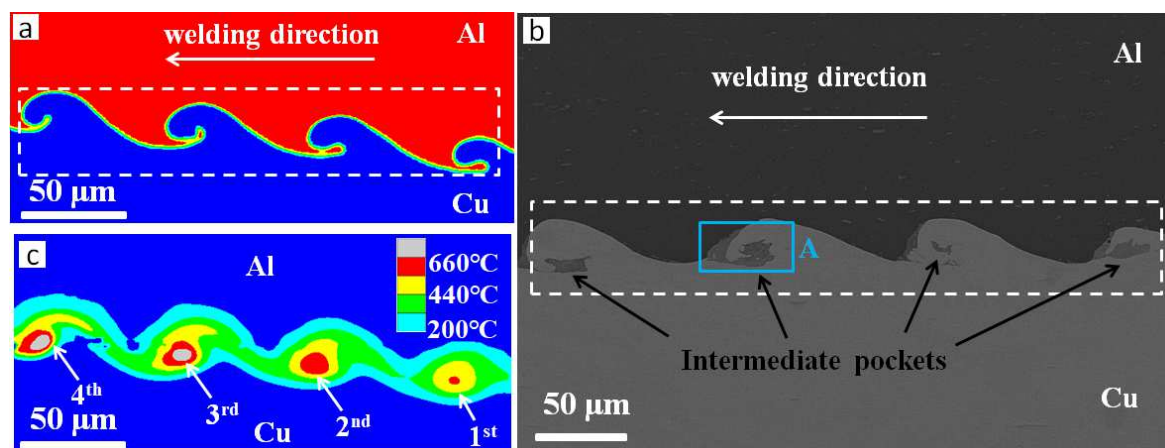 a
welding direction
Al
50 μm
Cu
b
welding direction
Al
A
Intermediate pockets
50 μm
Cu
c
Al
660℃
440℃
200℃
4th
3rd
2nd
1st
50 μm
Cu